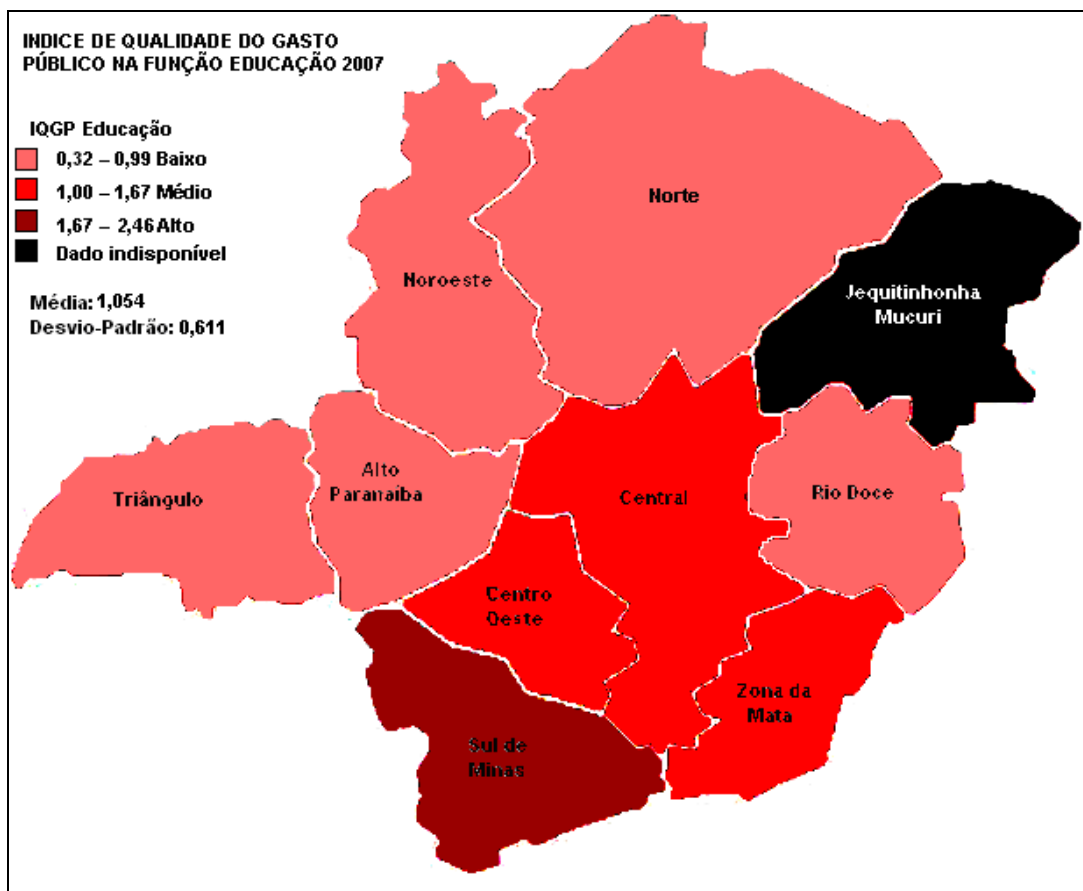 INDICE DE QUALIDADE DO GASTO
PÚBLICO NA FUNÇÃO EDUCAÇÃO 2007
IQGP Educação
0,32 – 0,99 Baixo
1,00 – 1,67 Médio
1,67 – 2,46 Alto
Dado indisponível
Média: 1,054
Desvio-Padrão: 0,611
Norte
Noroeste
Jequitinhonha
Mucuri
Alto
Paranaíba
Triângulo
Central
Rio Doce
Centro
Oeste
Zona da
Mata
Sul de
Minas